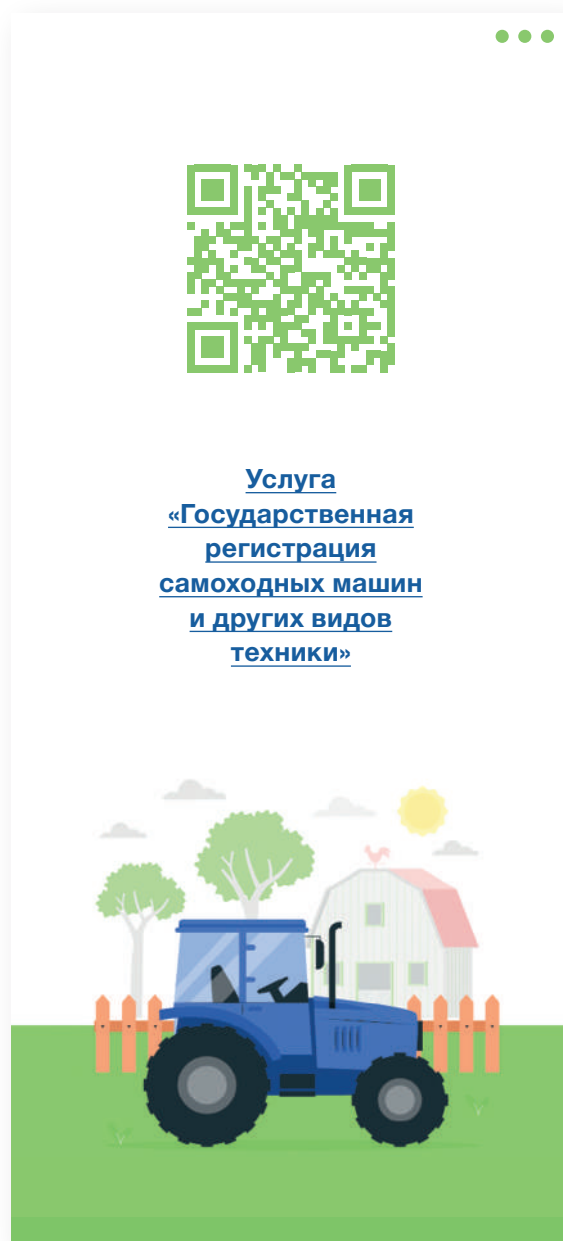 Услуга
«Государственная
регистрация
самоходных машин
и других видов
техники»